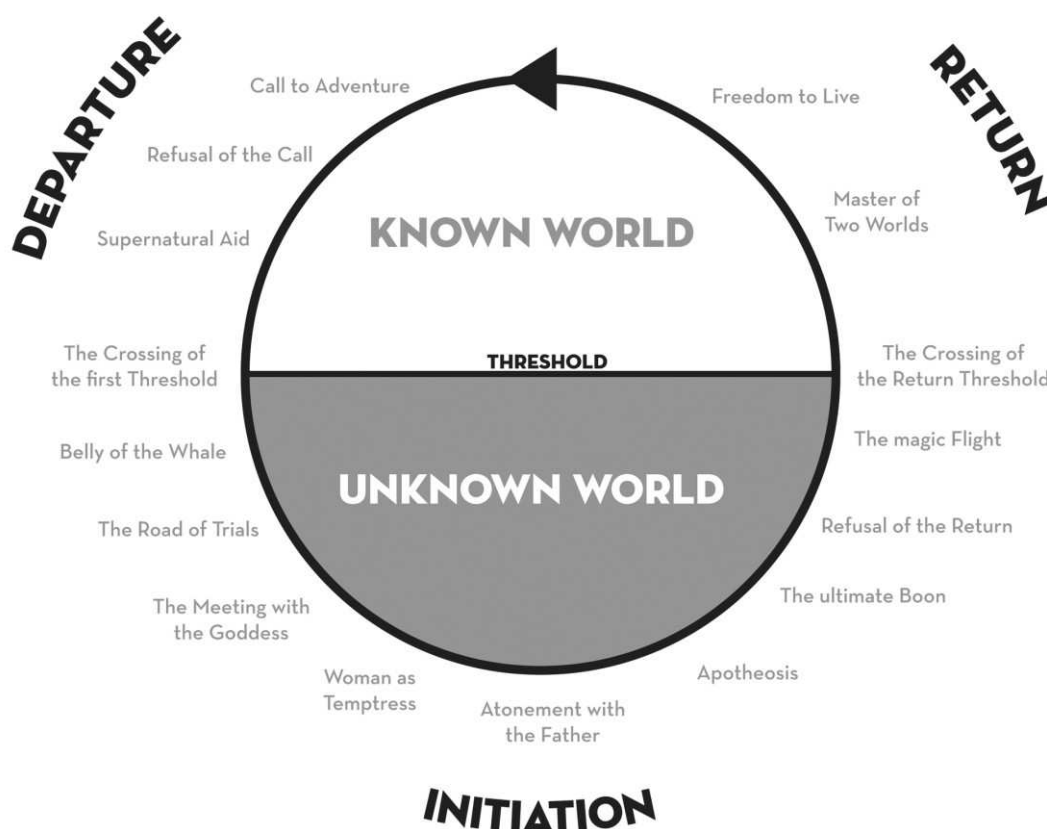 DEPARTURE
Call to Adventure
Refusal of the Call
Supernatural Aid
The Crossing of
the first Threshold
Belly of the Whale
The Road of Trials
The Meeting with
the Goddess
Woman as
Temptress
Atonement with
the Father
INITIATION
Apotheosis
The ultimate Boon
Refusal of the Return
The magic Flight
The Crossing of
the Return Threshold
Master of
Two Worlds
Freedom to Live
RETURN
KNOWN WORLD
THRESHOLD
UNKNOWN WORLD